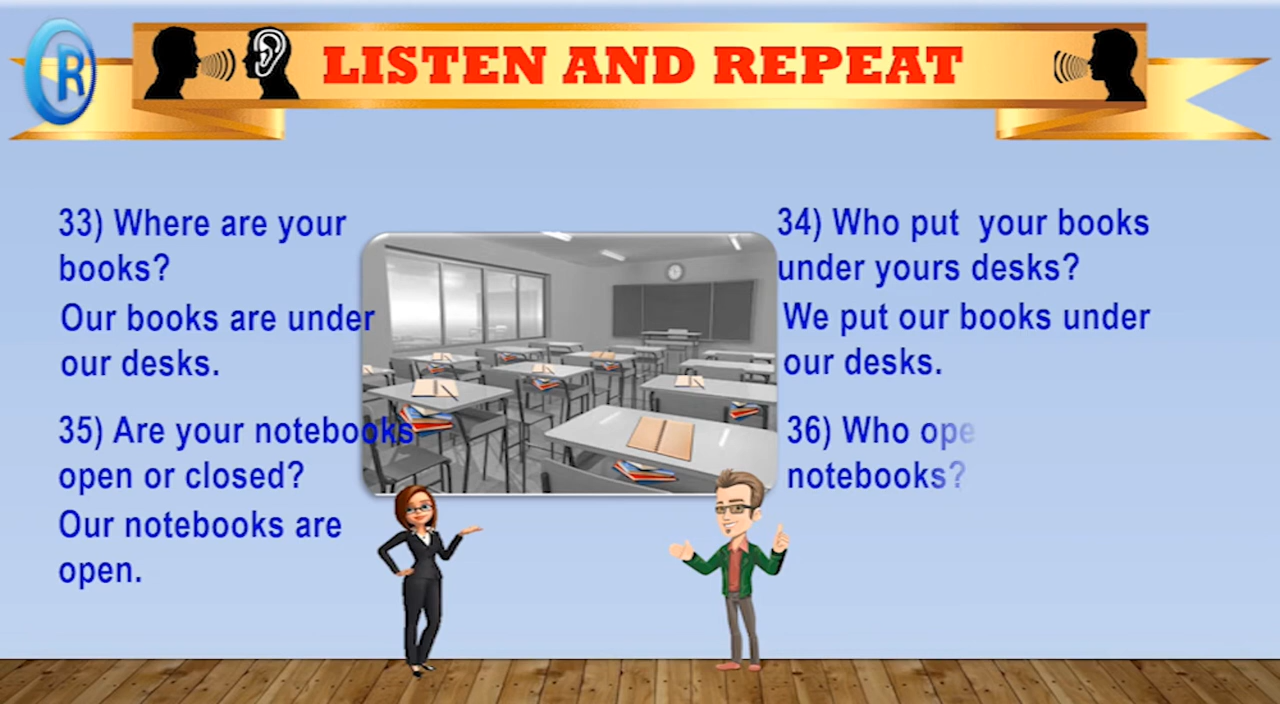 R
LISTEN AND REPEAT
33) Where are your
books?
Our books are under
our desks.
34) Who put your books
under yours desks?
We put our books under
our desks.
35) Are your notebooks
open or closed?
Our notebooks are
open.
36) Who ope
notebooks?